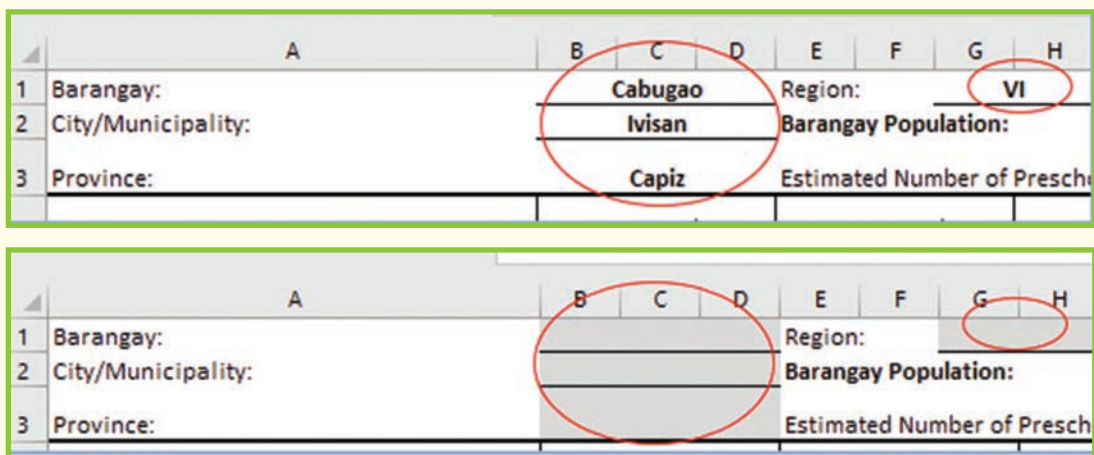 A B C D E F G H
1 Barangay: Cabugao Region: VI
2 City/Municipality: Ivisan Barangay Population:
3 Province: Capiz Estimated Number of
A B C D E F G H
1 Barangay: Region:
2 City/Municipality: Barangay Population:
3 Province: Estimated Number of Presch